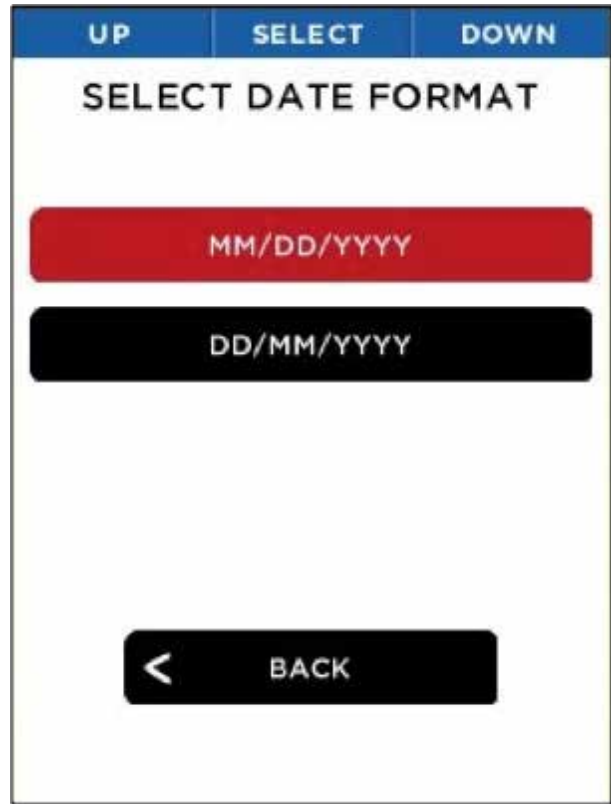 UP SELECT DOWN
SELECT DATE FORMAT
MM/DD/YYYY
DD/MM/YYYY
< BACK